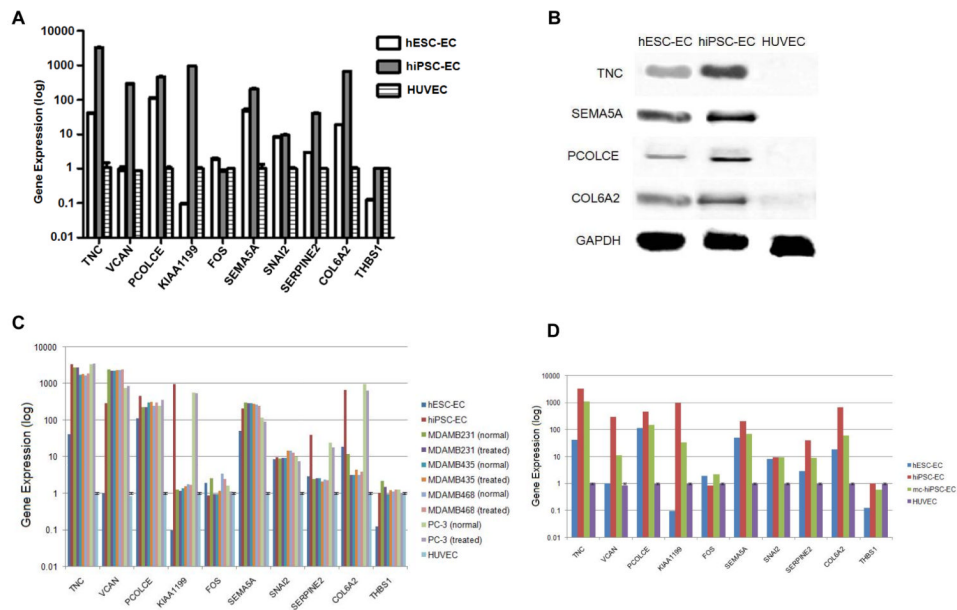 A
Gene Expression (log)
10000
1000
100
10
1
0.1
0.01
hESC-EC
hiPSC-EC
HUVEC
TNC
VCAN
PCOLCE
KIAA1199
FOS
SEMA5A
SNAI2
SERPINE2
COL6A2
THBS1
B
hESC-EC hiPSC-EC HUVEC
TNC
SEMA5A
PCOLCE
COL6A2
GAPDH
C
Gene Expression (log)
10000
1000
100
10
1
0.1
0.01
hESC-EC
hiPSC-EC
MDAMB231 (normal)
MDAMB231 (treated)
MDAMB435 (normal)
MDAMB435 (treated)
MDAMB468 (normal)
MDAMB468 (treated)
PC-3 (normal)
PC-3 (treated)
HUVEC
TNC
VCAN
PCOLCE
KIAA1199
FOS
SEMA5A
SNAI2
SERPINE2
COL6A2
THBS1
D
Gene Expression (log)
10000
1000
100
10
1
0.1
0.01
hESC-EC
hiPSC-EC
mc-hiPSC-EC
HUVEC
TNC
VCAN
PCOLCE
KIAA1199
FOS
SEMA5A
SNAI2
SERPINE2
COL6A2
THBS1